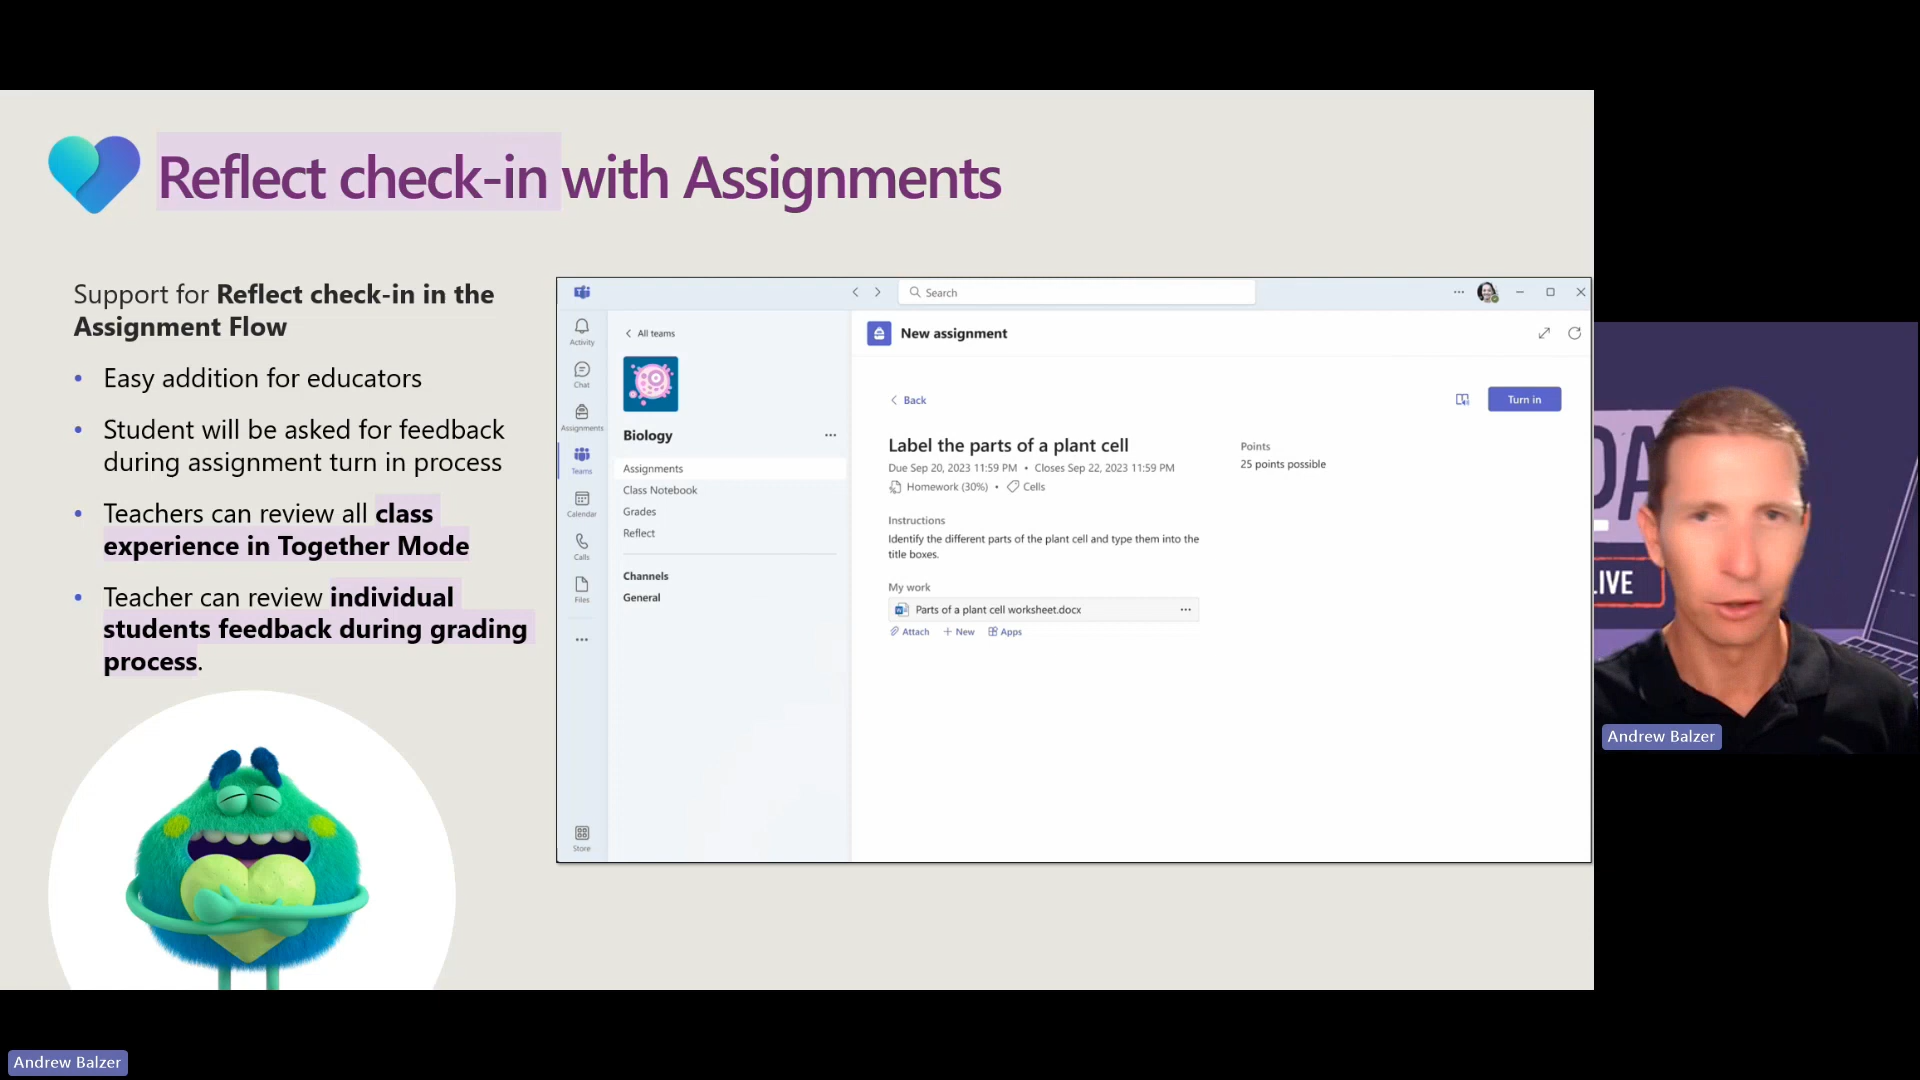 Reflect check-in with Assignments
Support for Reflect check-in in the
Assignment Flow
• Easy addition for educators
• Student will be asked for feedback
during assignment turn in process
• Teachers can review all class
experience in Together Mode
• Teacher can review individual
students feedback during grading
process.
Search
Activity
Chat
Assignments
Teams
Calendar
Calls
Files
Store
All teams
Biology
Assignments
Class Notebook
Grades
Reflect
Channels
General
New assignment
Back
Turn in
Label the parts of a plant cell
Due Sep 20, 2023 11:59 PM • Closes Sep 22, 2023 11:59 PM
Homework (30%) • Cells
Points
25 points possible
Instructions
Identify the different parts of the plant cell and type them into the
title boxes.
My work
Parts of a plant cell worksheet.docx
Attach + New Apps
Andrew Balzer
Andrew Balzer